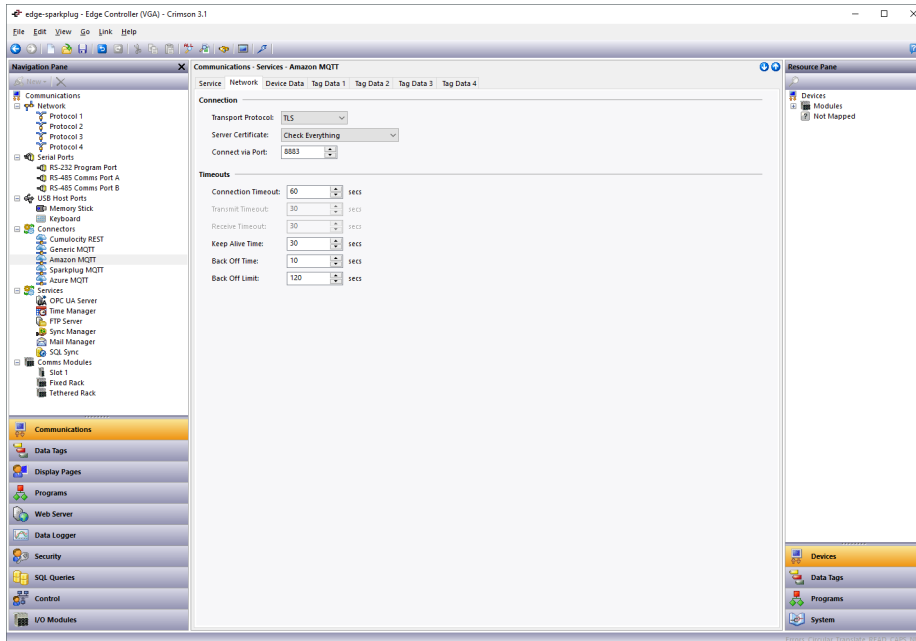 edge-sparkplug - Edge Controller (VGA) - Crimson 3.1
File Edit View Go Link Help
Navigation Pane
New
Communications
Network
Protocol 1
Protocol 2
Protocol 3
Protocol 4
Serial Ports
RS-232 Program Port
RS-485 Comms Port A
RS-485 Comms Port B
USB Host Ports
Memory Stick
Keyboard
Connectors
Cumulocity REST
Generic MQTT
Amazon MQTT
Sparkplug MQTT
Azure MQTT
Services
OPC UA Server
Time Manager
FTP Server
Sync Manager
Mail Manager
SQL Sync
Comms Modules
Slot 1
Fixed Rack
Tethered Rack
Communications
Data Tags
Display Pages
Programs
Web Server
Data Logger
Security
SQL Queries
Control
I/O Modules
Communications - Services - Amazon MQTT
Service Network Device Data Tag Data 1 Tag Data 2 Tag Data 3 Tag Data 4
Connection
Transport Protocol: TLS
Server Certificate: Check Everything
Connect via Port: 8883
Timeouts
Connection Timeout: 60 secs
Transmit Timeout: 30 secs
Receive Timeout: 30 secs
Keep Alive Time: 30 secs
Back Off Time: 10 secs
Back Off Limit: 120 secs
Resource Pane
Devices
Modules
Not Mapped
Devices
Data Tags
Programs
System